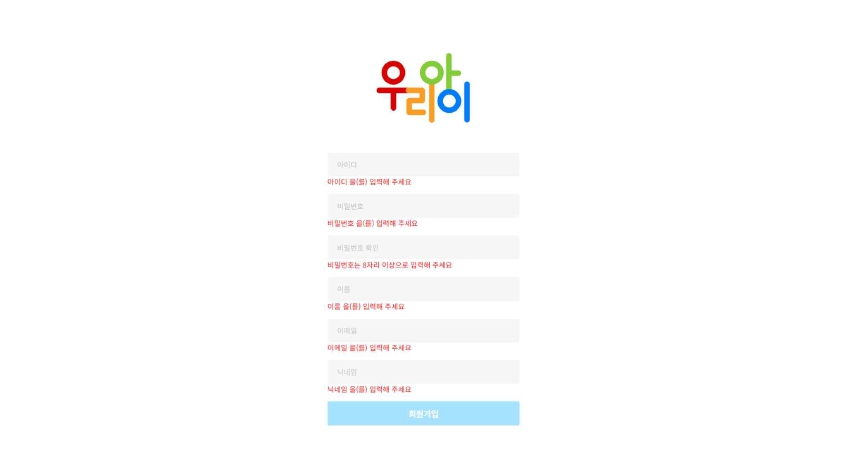 우리아이
아이디
아이디 을(를) 입력해 주세요
비밀번호
비밀번호 을(를) 입력해 주세요
비밀번호 확인
비밀번호는 8자리 이상으로 입력해 주세요
이름
이름 을(를) 입력해 주세요
이메일
이메일 을(를) 입력해 주세요
닉네임
닉네임 을(를) 입력해 주세요
회원가입